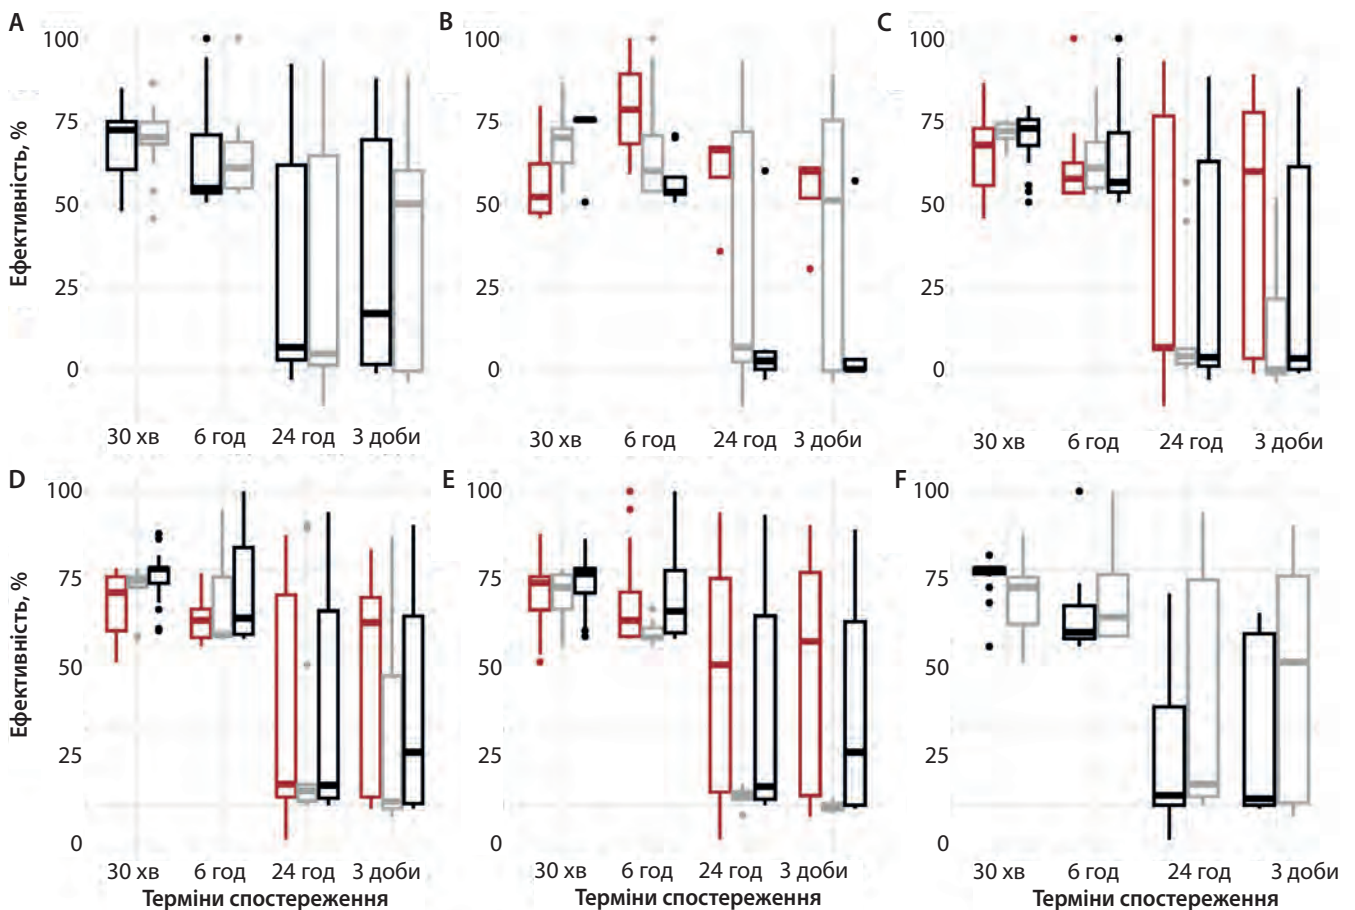 A
B
C
100
75
50
25
0
Ефективність, %
30 хв
6 год
24 год
3 доби
100
75
50
25
0
30 хв
6 год
24 год
3 доби
100
75
50
25
0
30 хв
6 год
24 год
3 доби
D
E
F
100
75
50
25
0
Ефективність, %
30 хв
6 год
24 год
3 доби
Терміни спостереження
100
75
50
25
0
30 хв
6 год
24 год
3 доби
Терміни спостереження
100
75
50
25
0
30 хв
6 год
24 год
3 доби
Терміни спостереження